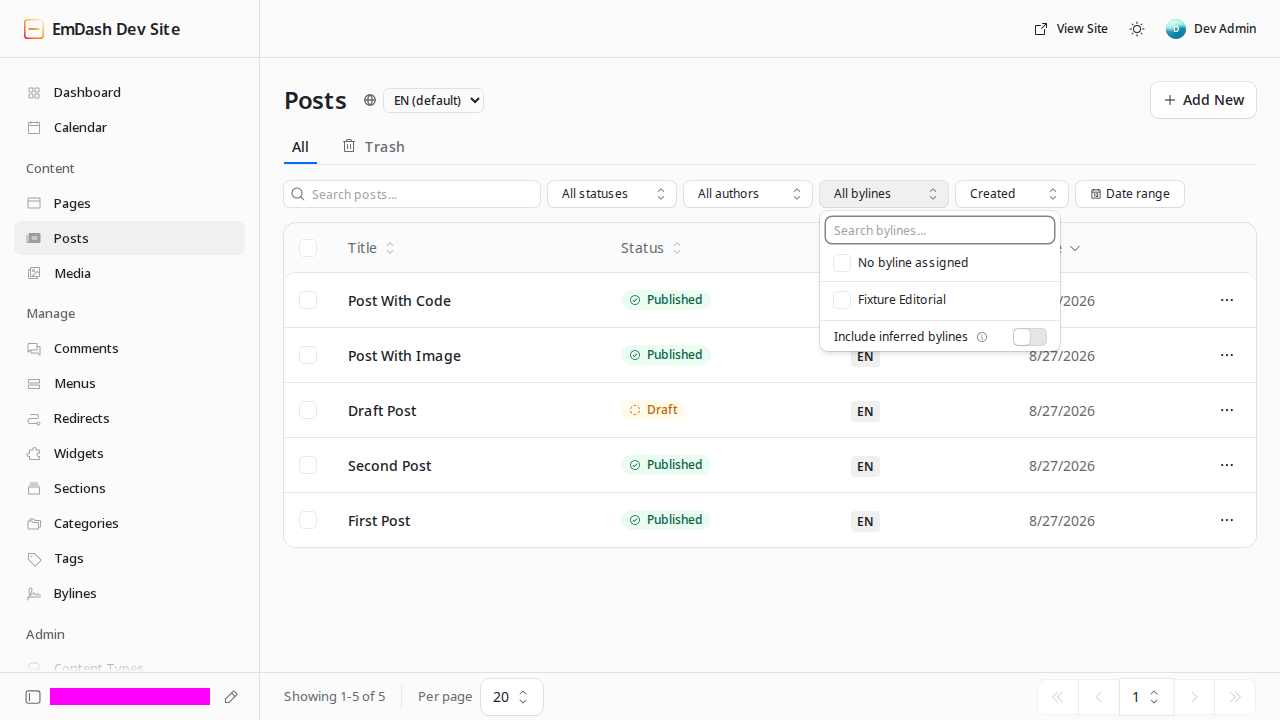 EmDash Dev Site
View Site
Dev Admin
Dashboard
Calendar
Content
Pages
Posts
Media
Manage
Comments
Menus
Redirects
Widgets
Sections
Categories
Tags
Bylines
Admin
Content Types
Posts
EN (default)
Add New
All
Trash
Search posts...
All statuses
All authors
All bylines
Created
Date range
Search bylines...
No byline assigned
Fixture Editorial
Include inferred bylines
Title
Status
Post With Code
Published
/2026
Post With Image
Published
EN
8/27/2026
Draft Post
Draft
EN
8/27/2026
Second Post
Published
EN
8/27/2026
First Post
Published
EN
8/27/2026
Showing 1-5 of 5
Per page
20
1